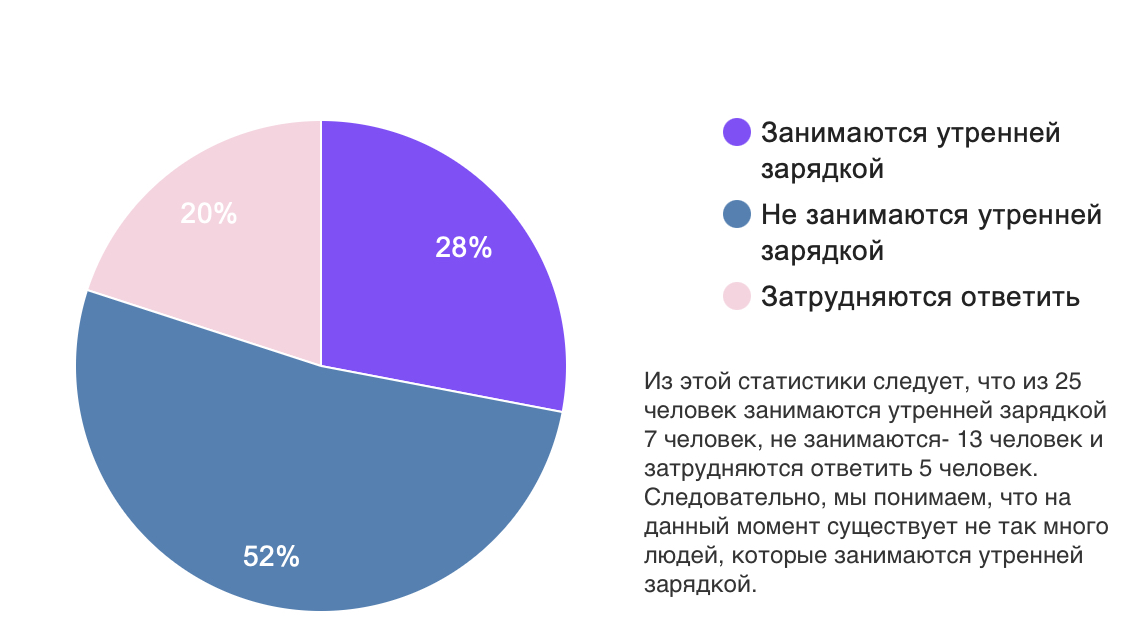 20%
28%
52%
Занимаются утренней
зарядкой
Не занимаются утренней
зарядкой
Затрудняются ответить
Из этой статистики следует, что из 25
человек занимаются утренней зарядкой
7 человек, не занимаются- 13 человек и
затрудняются ответить 5 человек.
Следовательно, мы понимаем, что на
данный момент существует не так много
людей, которые занимаются утренней
зарядкой.